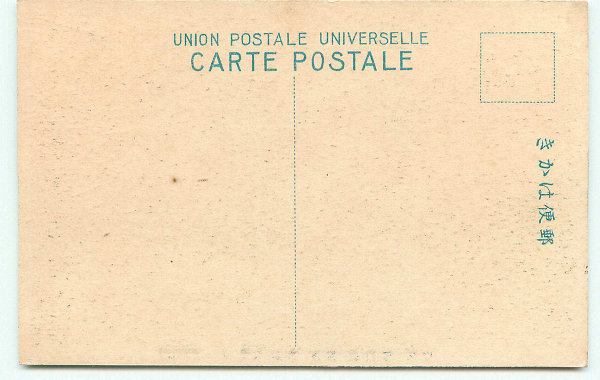 UNION POSTALE UNIVERSELLE
CARTE POSTALE
郵便はかき